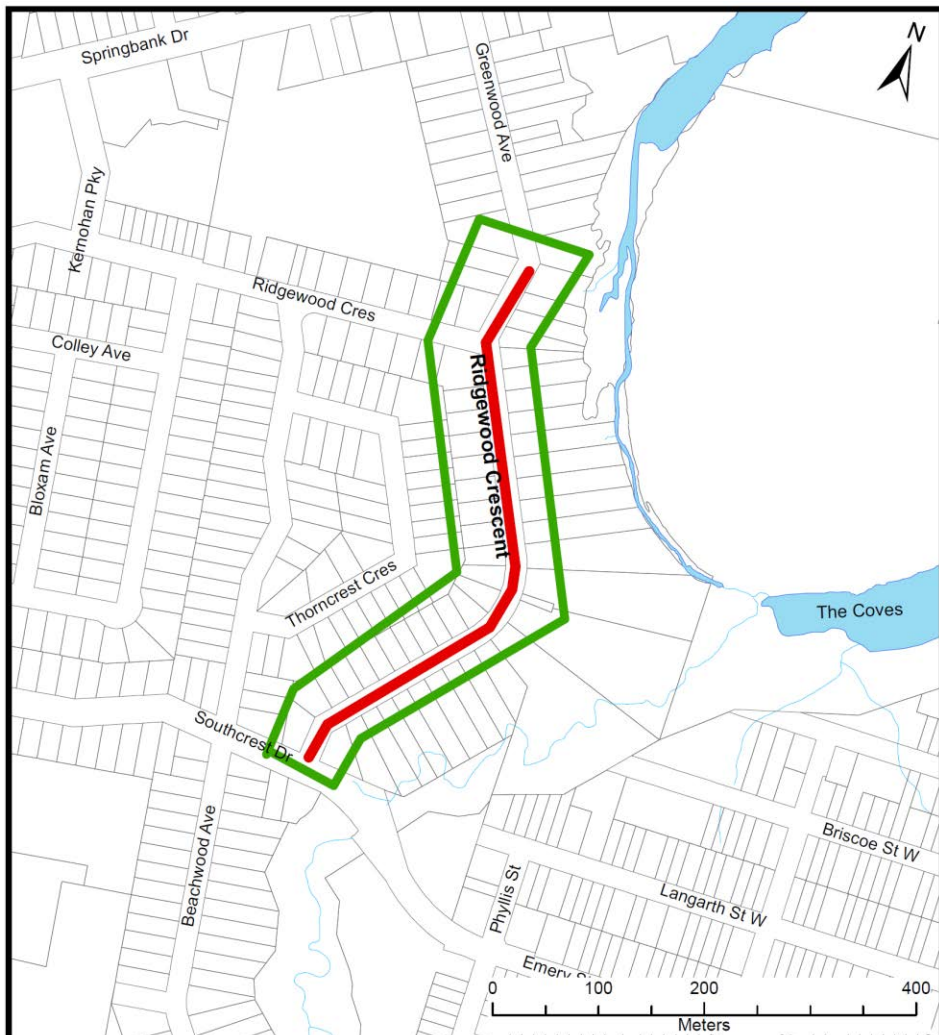 Springbank Dr
Greenwood Ave
N
Kernohan Pky
Ridgewood Cres
Colley Ave
Ridgewood Crescent
Bloxam Ave
Thorncrest Cres
The Coves
Southcrest Dr
Beachwood Ave
Briscoe St W
Phyllis St
Langarth St W
Emery
0 100 200 400
Meters